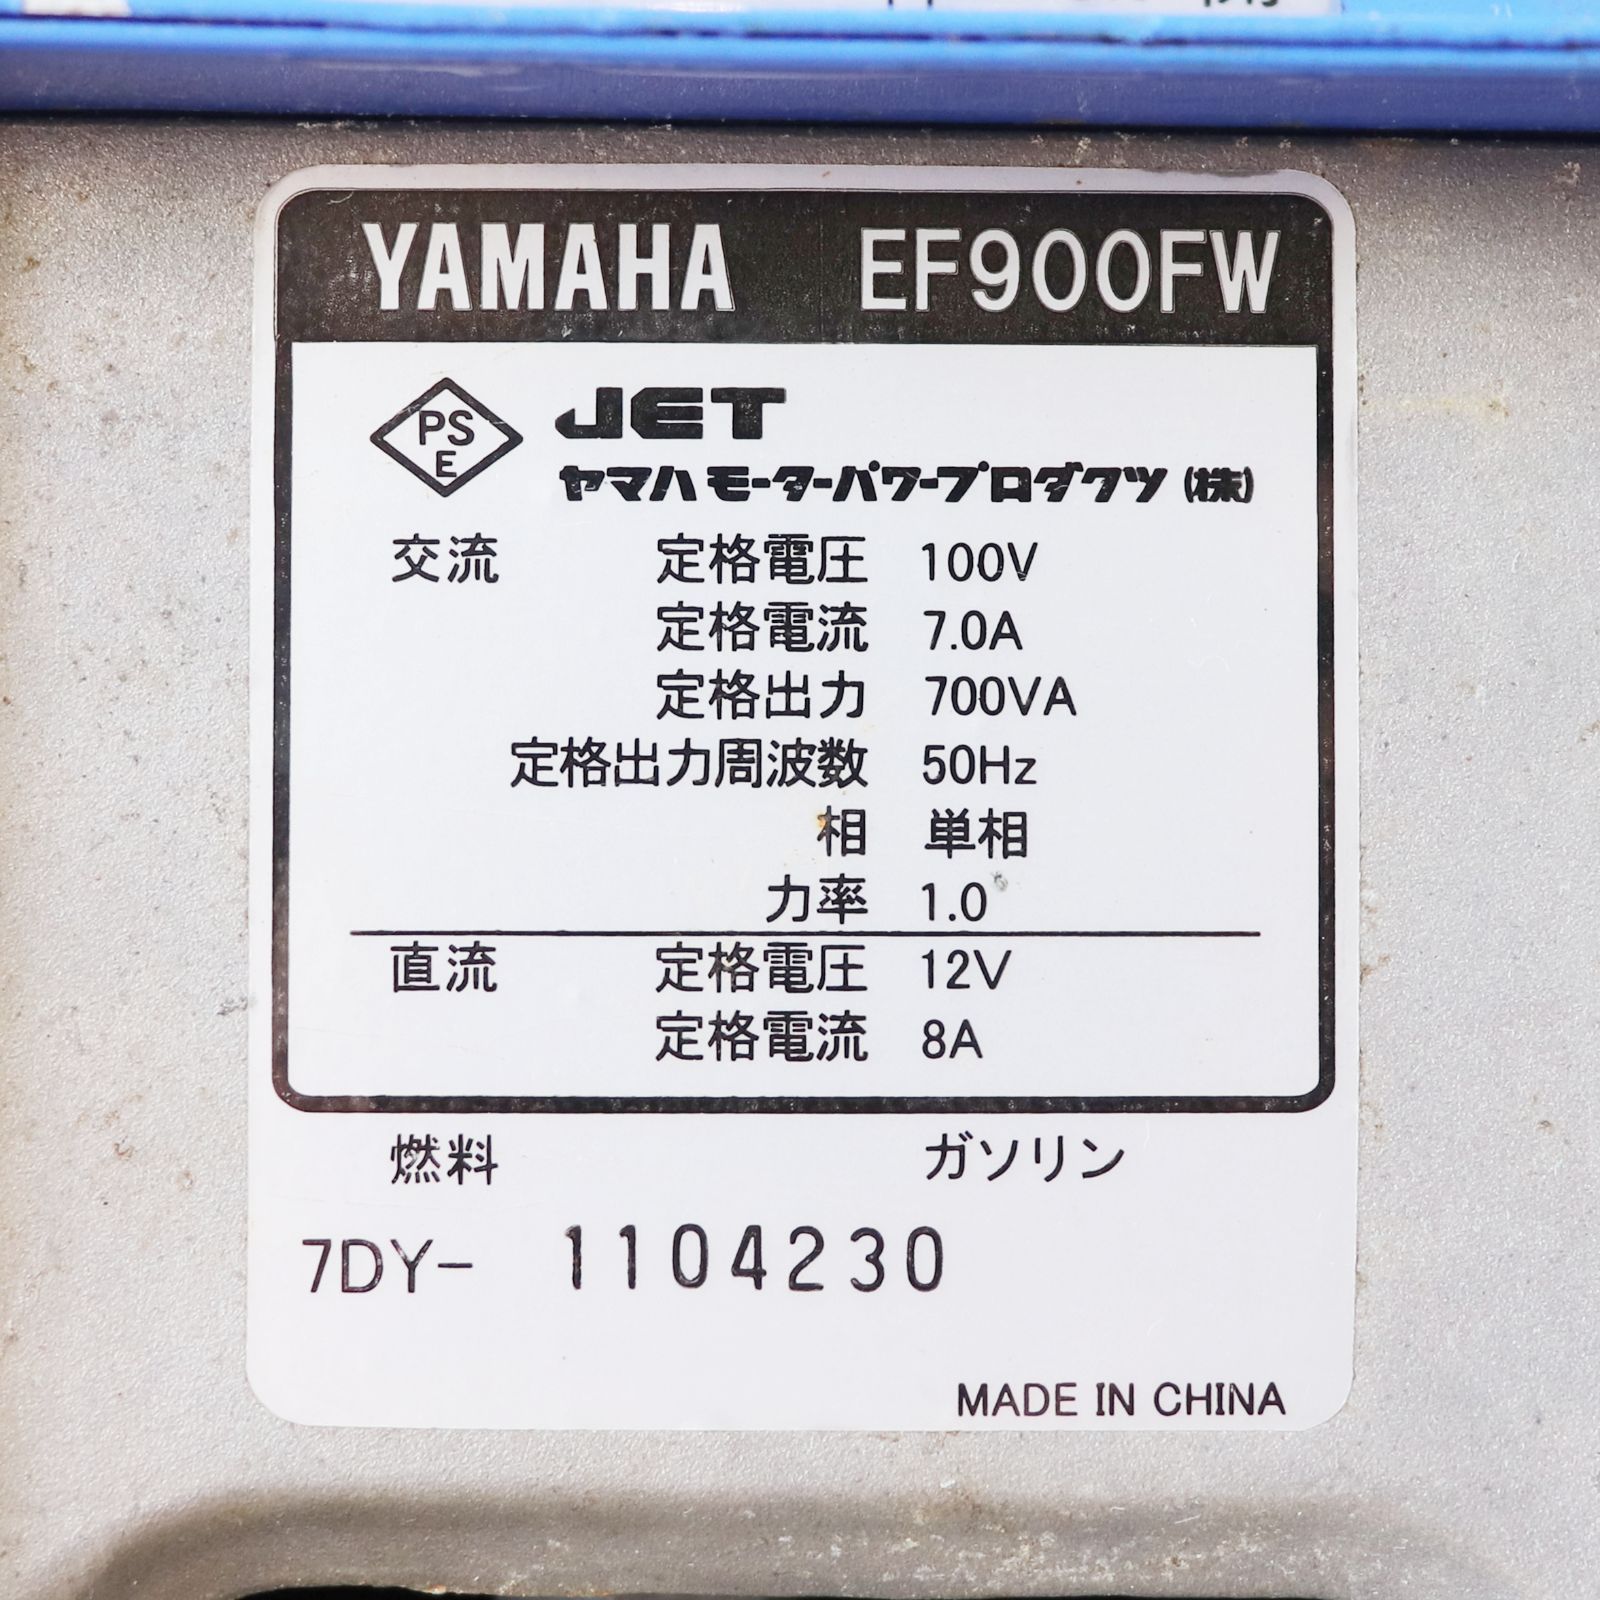 YAMAHA EF900FW
PS
E
JET
ヤマハモーターパワープロダクツ(株)
交流 定格電圧 100V
定格電流 7.0A
定格出力 700VA
定格出力周波数 50Hz
相 単相
力率 1.0
直流 定格電圧 12V
定格電流 8A
燃料 ガソリン
7DY- 1104230
MADE IN CHINA